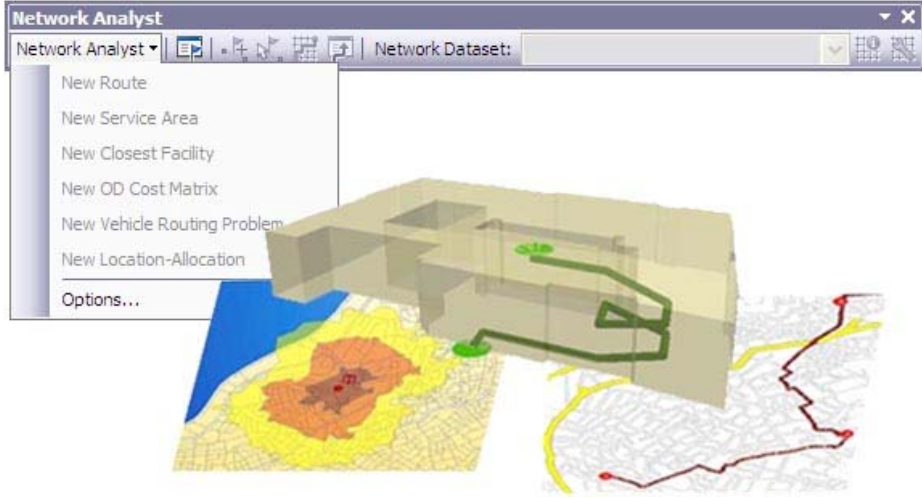 Network Analyst
Network Analyst Network Dataset:
New Route
New Service Area
New Closest Facility
New OD Cost Matrix
New Vehicle Routing Problem
New Location-Allocation
Options...